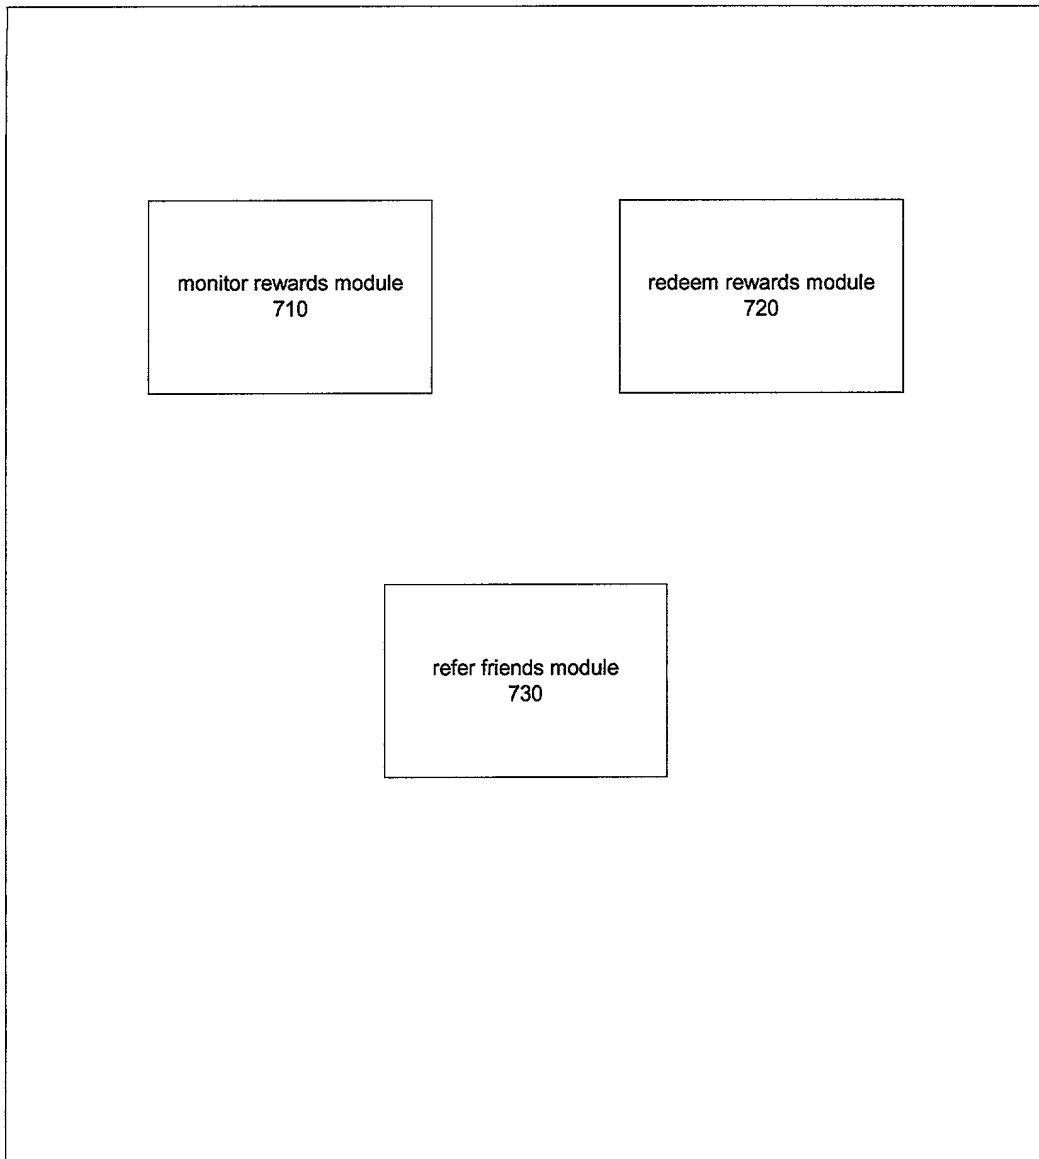 monitor rewards module
710
redeem rewards module
720
refer friends module
730